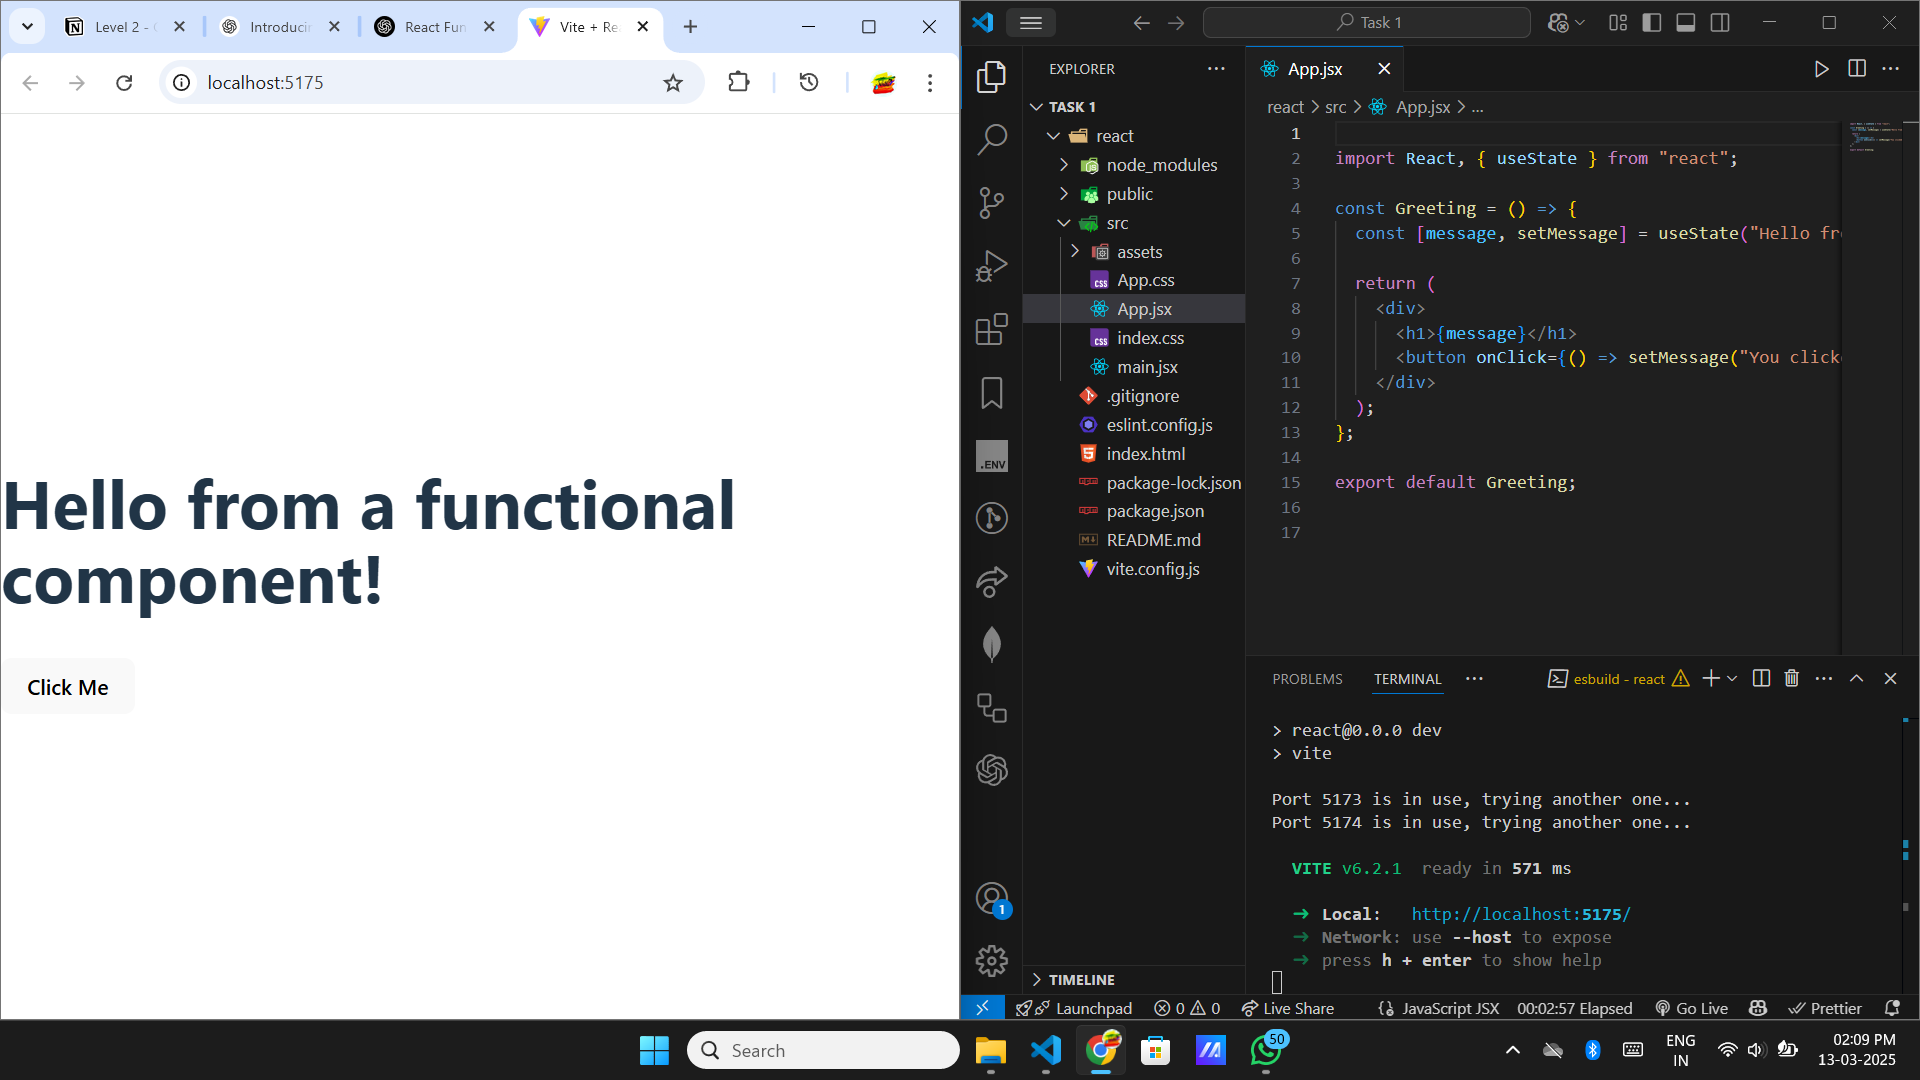 Level 2 -
Introducin
React Fun
Vite + Re
localhost:5175
Hello from a functional
component!
Click Me
Task 1
EXPLORER
TASK 1
react
node_modules
public
src
assets
App.css
App.jsx
index.css
main.jsx
.gitignore
eslint.config.js
index.html
package-lock.json
package.json
README.md
vite.config.js
TIMELINE
.ENV
1
App.jsx
react > src > App.jsx > ...
1
2 import React, { useState } from "react";
3
4 const Greeting = () => {
5 const [message, setMessage] = useState("Hello fr
6
7 return (
8 <div>
9 <h1>{message}</h1>
10 <button onClick={() => setMessage("You click
11 </div>
12 );
13 };
14
15 export default Greeting;
16
17
PROBLEMS TERMINAL ... esbuild - react
> react@0.0.0 dev
> vite
Port 5173 is in use, trying another one...
Port 5174 is in use, trying another one...
VITE v6.2.1 ready in 571 ms
➜ Local: http://localhost:5175/
➜ Network: use --host to expose
➜ press h + enter to show help
Launchpad 0 0 Live Share {} JavaScript JSX 00:02:57 Elapsed Go Live Prettier
Search
50
ENG
IN
02:09 PM
13-03-2025